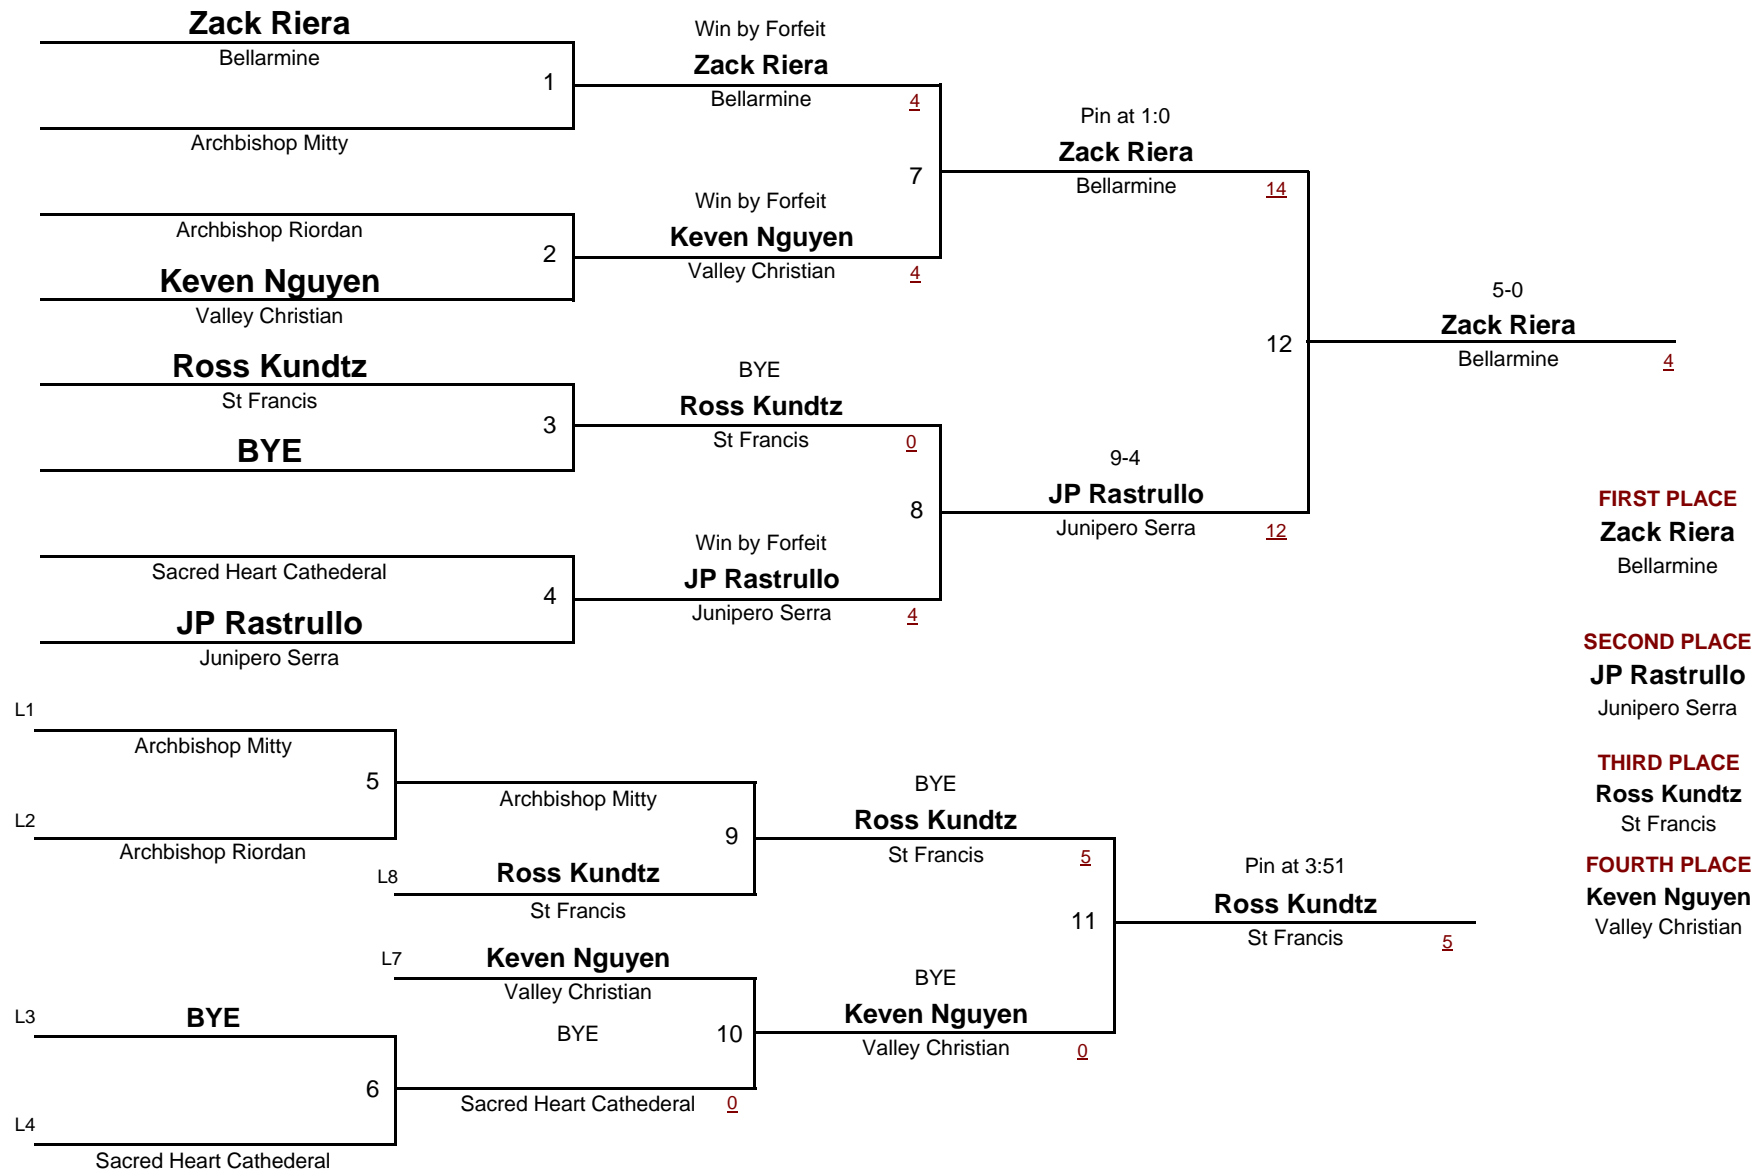 Zack Riera
Bellarmine
1
Archbishop Mitty
Archbishop Riordan
2
Keven Nguyen
Valley Christian
Ross Kundtz
St Francis
3
BYE
Sacred Heart Cathederal
4
JP Rastrullo
Junipero Serra
Win by Forfeit
Zack Riera
Bellarmine
4
7
Win by Forfeit
Keven Nguyen
Valley Christian
4
BYE
Ross Kundtz
St Francis
0
8
Win by Forfeit
JP Rastrullo
Junipero Serra
4
Pin at 1:0
Zack Riera
Bellarmine
14
12
9-4
JP Rastrullo
Junipero Serra
12
5-0
Zack Riera
Bellarmine
4
FIRST PLACE
Zack Riera
Bellarmine
SECOND PLACE
JP Rastrullo
Junipero Serra
THIRD PLACE
Ross Kundtz
St Francis
FOURTH PLACE
Keven Nguyen
Valley Christian
L1
Archbishop Mitty
5
L2
Archbishop Riordan
L3
BYE
6
L4
Sacred Heart Cathederal
Archbishop Mitty
9
L8
Ross Kundtz
St Francis
L7
Keven Nguyen
Valley Christian
BYE
10
Sacred Heart Cathederal
0
BYE
Ross Kundtz
St Francis
5
11
BYE
Keven Nguyen
Valley Christian
0
Pin at 3:51
Ross Kundtz
St Francis
5